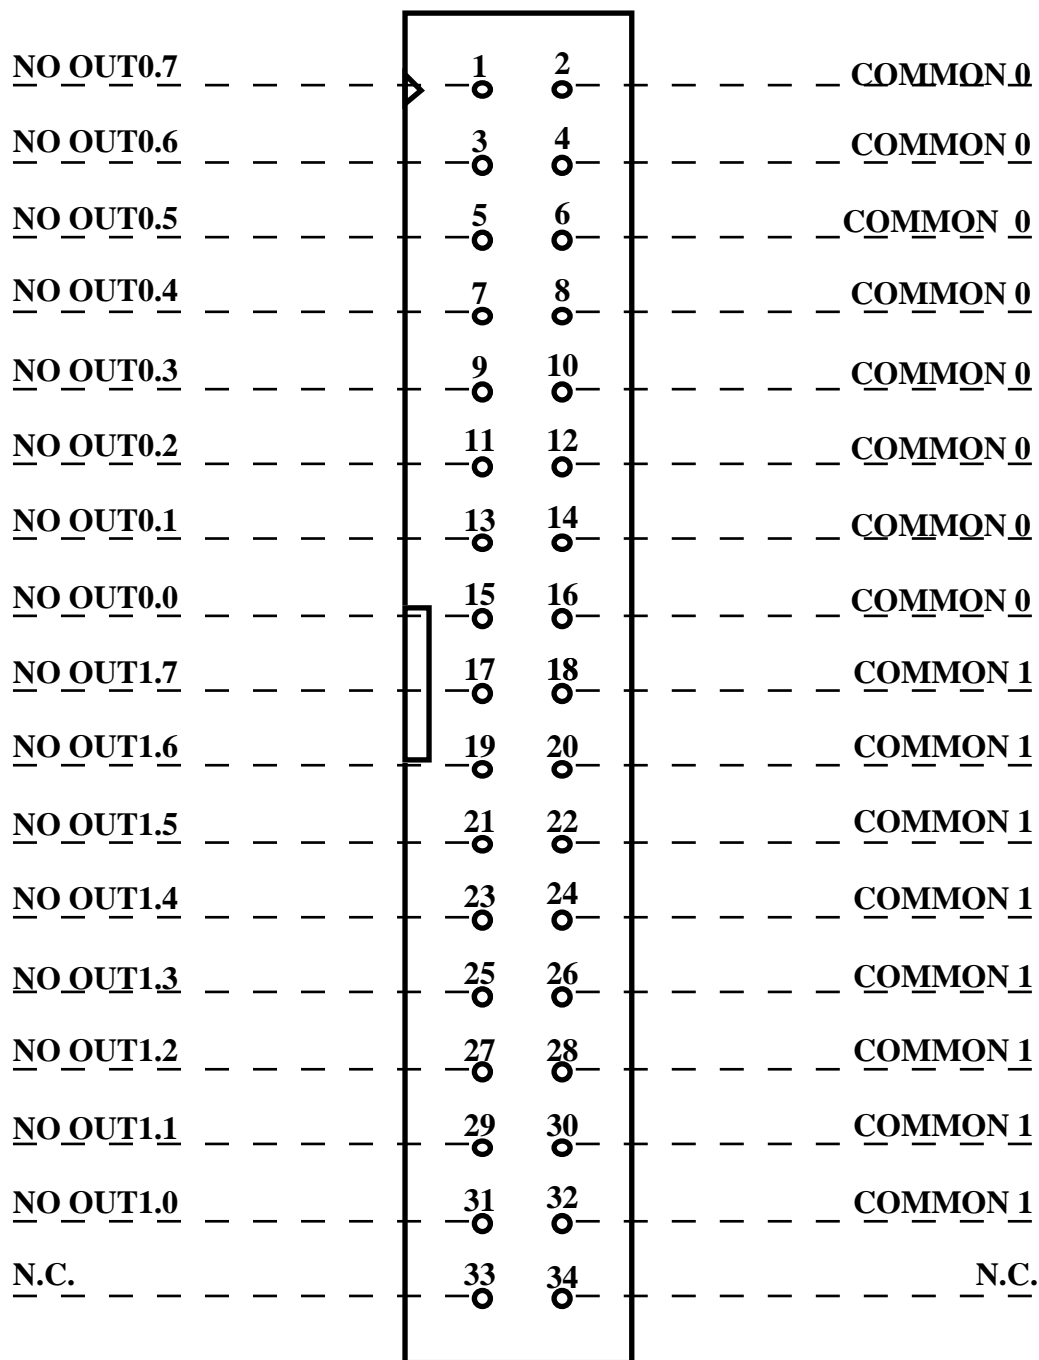 NO OUT0.7 1 2 COMMON 0
NO OUT0.6 3 4 COMMON 0
NO OUT0.5 5 6 COMMON 0
NO OUT0.4 7 8 COMMON 0
NO OUT0.3 9 10 COMMON 0
NO OUT0.2 11 12 COMMON 0
NO OUT0.1 13 14 COMMON 0
NO OUT0.0 15 16 COMMON 0
NO OUT1.7 17 18 COMMON 1
NO OUT1.6 19 20 COMMON 1
NO OUT1.5 21 22 COMMON 1
NO OUT1.4 23 24 COMMON 1
NO OUT1.3 25 26 COMMON 1
NO OUT1.2 27 28 COMMON 1
NO OUT1.1 29 30 COMMON 1
NO OUT1.0 31 32 COMMON 1
N.C. 33 34 N.C.